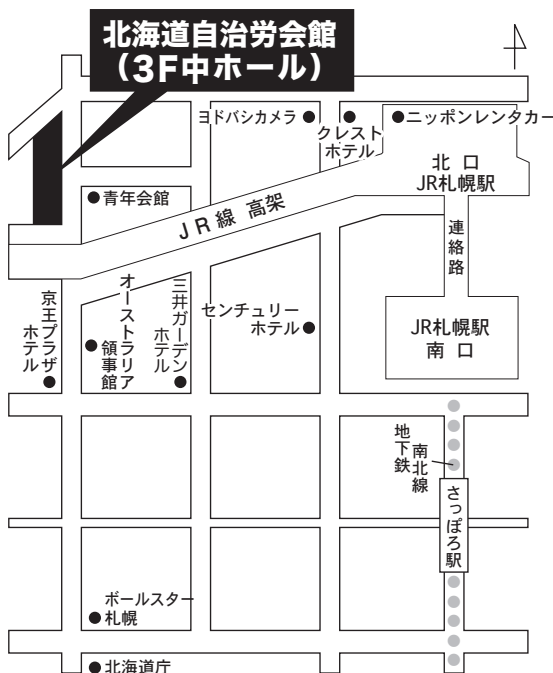 北海道自治労会館
（3F中ホール）
ヨドバシカメラ
クレスト
ホテル
ニッポンレンタカー
北口
JR札幌駅
青年会館
JR線 高架
連絡路
京王プラザ
ホテル
オーストラリア
領事館
三井ガーデン
ホテル
センチュリー
ホテル
JR札幌駅
南口
地下鉄
南北線
さっぽろ駅
ポールスター
札幌
北海道庁